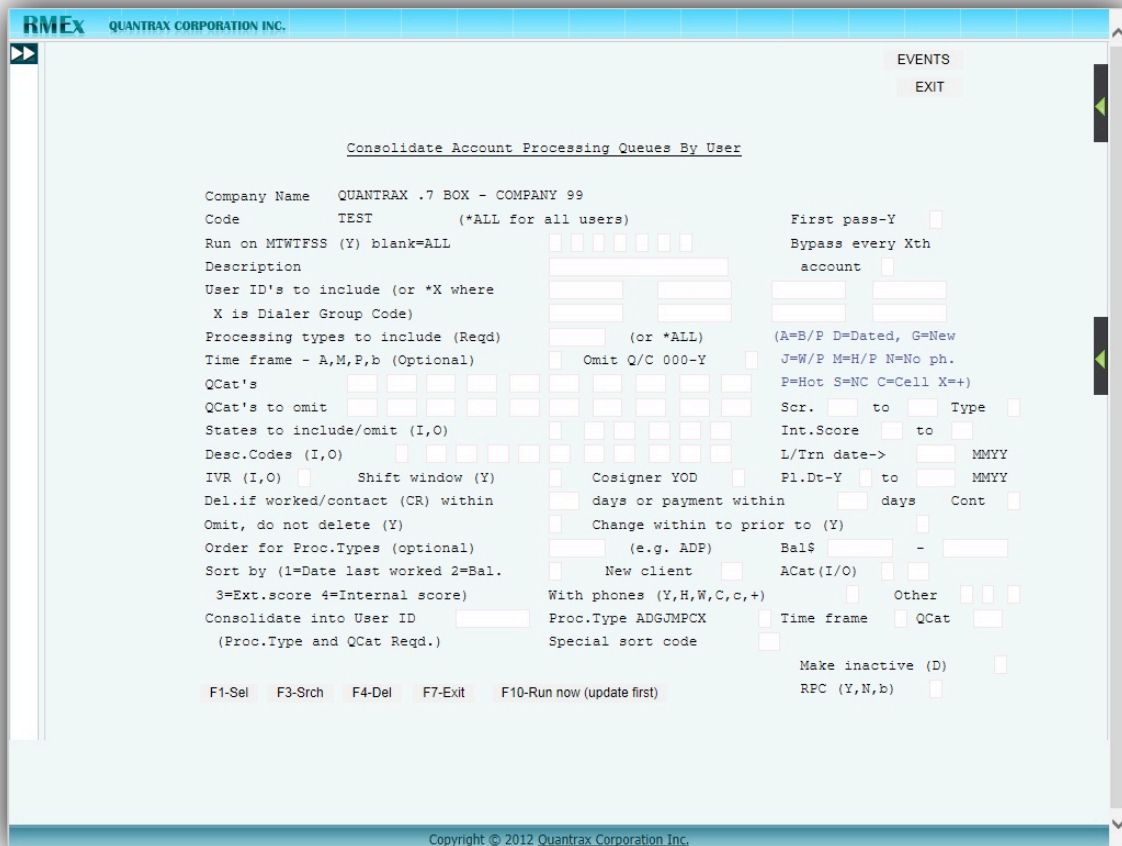 RMEx QUANTRAX CORPORATION INC.
EVENTS
EXIT
Consolidate Account Processing Queues By User
Company Name QUANTRAX .7 BOX - COMPANY 99
Code TEST (*ALL for all users) First pass-Y
Run on MTWTFSS (Y) blank=ALL Bypass every Xth
Description account
User ID's to include (or *X where
X is Dialer Group Code)
Processing types to include (Reqd) (or *ALL) (A=B/P D=Dated, G=New
Time frame - A,M,P,b (Optional) Omit Q/C 000-Y J=W/P M=H/P N=No ph.
QCat's P=Hot S=NC C=Cell X=+)
QCat's to omit Scr. to Type
States to include/omit (I,O) Int.Score to
Desc.Codes (I,O) L/Trn date-> MMYY
IVR (I,O) Shift window (Y) Cosigner YOD Pl.Dt-Y to MMYY
Del.if worked/contact (CR) within days or payment within days Cont
Omit, do not delete (Y) Change within to prior to (Y)
Order for Proc.Types (optional) (e.g. ADP) Bal$ -
Sort by (1=Date last worked 2=Bal. New client ACat(I/O)
3=Ext.score 4=Internal score) With phones (Y,H,W,C,c,+) Other
Consolidate into User ID Proc.Type ADGJMPCX Time frame QCat
(Proc.Type and QCat Reqd.) Special sort code
Make inactive (D)
F1-Sel F3-Srch F4-Del F7-Exit F10-Run now (update first) RPC (Y,N,b)
Copyright © 2012 Quantrax Corporation Inc.